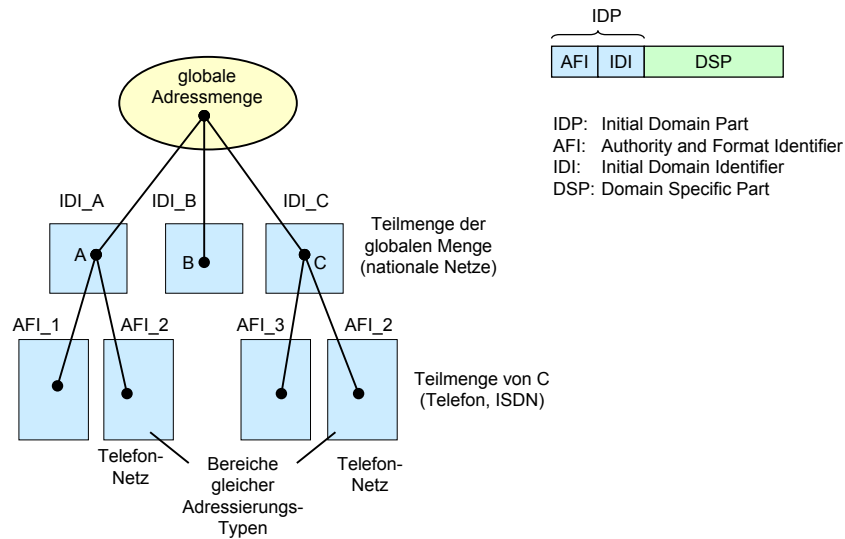 IDP
AFI IDI DSP
IDP: Initial Domain Part
AFI: Authority and Format Identifier
IDI: Initial Domain Identifier
DSP: Domain Specific Part
globale
Adressmenge
IDI_A IDI_B IDI_C
A B C
Teilmenge der
globalen Menge
(nationale Netze)
AFI_1 AFI_2 AFI_3 AFI_2
Teilmenge von C
(Telefon, ISDN)
Telefon-
Netz
Bereiche
gleicher
Adressierungs-
Typen
Telefon-
Netz